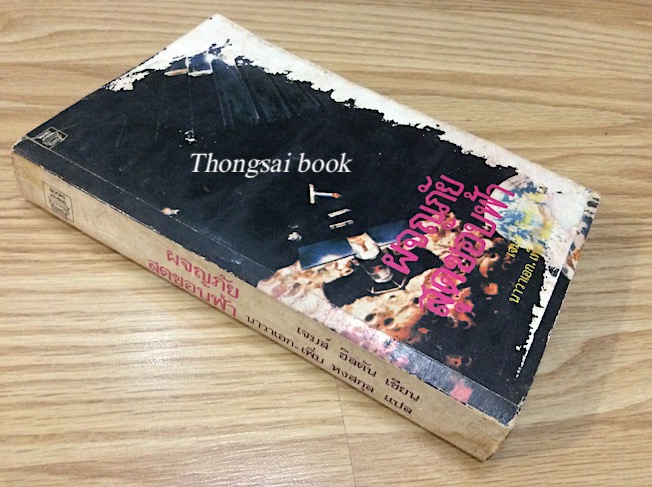 Thongsai book
ผจญภัย
สุดขอบฟ้า
เจมส์
นาวาเอก
ผจญภัย
สุดขอบฟ้า
เจมส์ ฮิลตัน เขียน
นาวาเอก เพิ่ม หงสกุล แปล